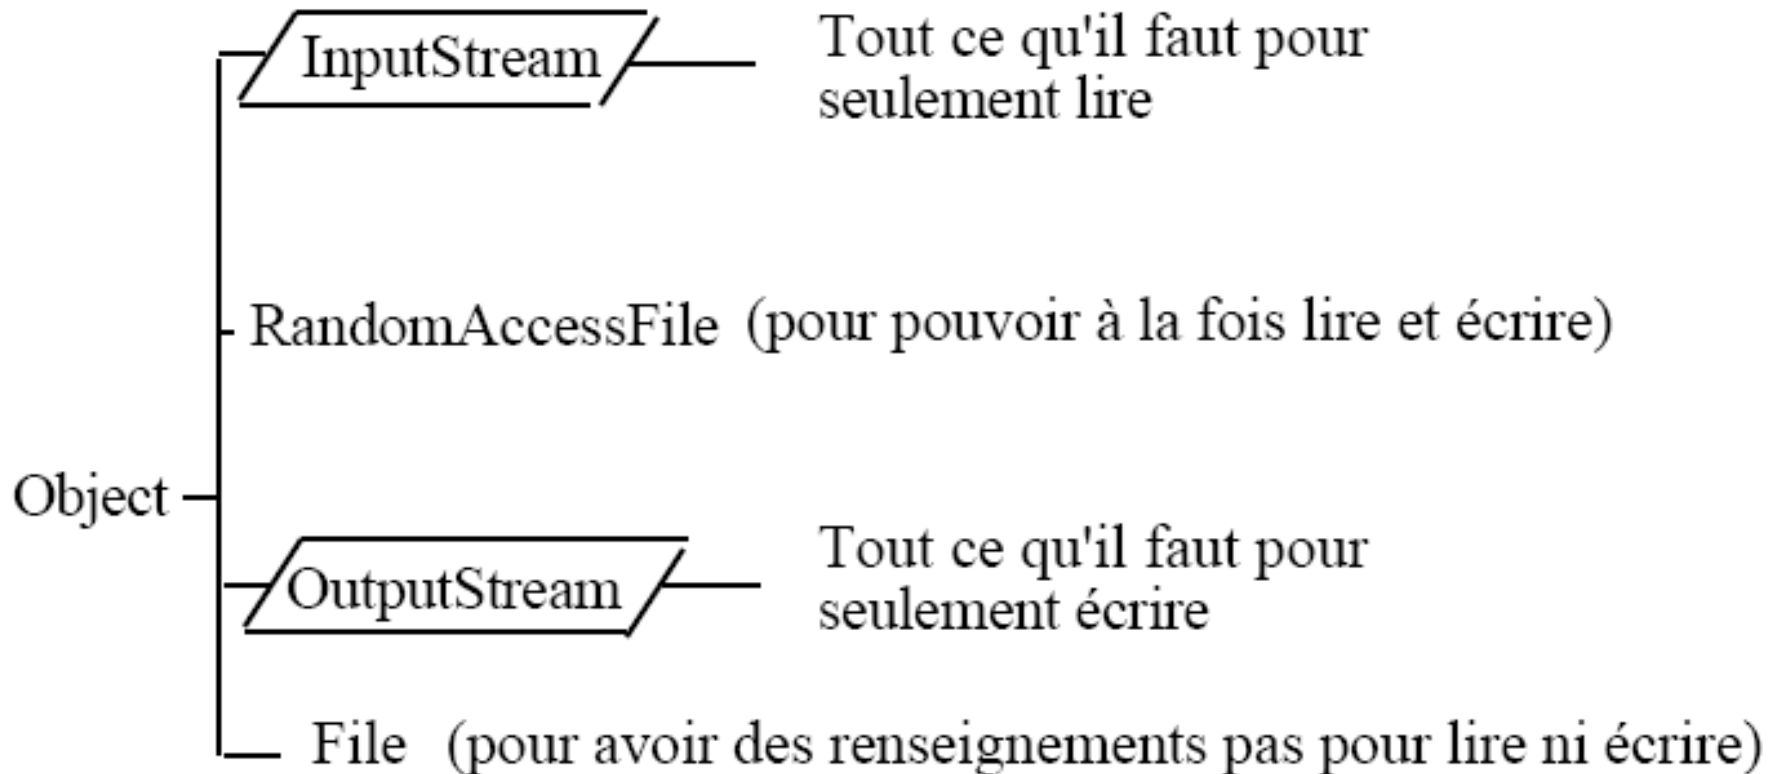 InputStream
Tout ce qu'il faut pour
seulement lire
RandomAccessFile (pour pouvoir à la fois lire et écrire)
Object
OutputStream
Tout ce qu'il faut pour
seulement écrire
File (pour avoir des renseignements pas pour lire ni écrire)